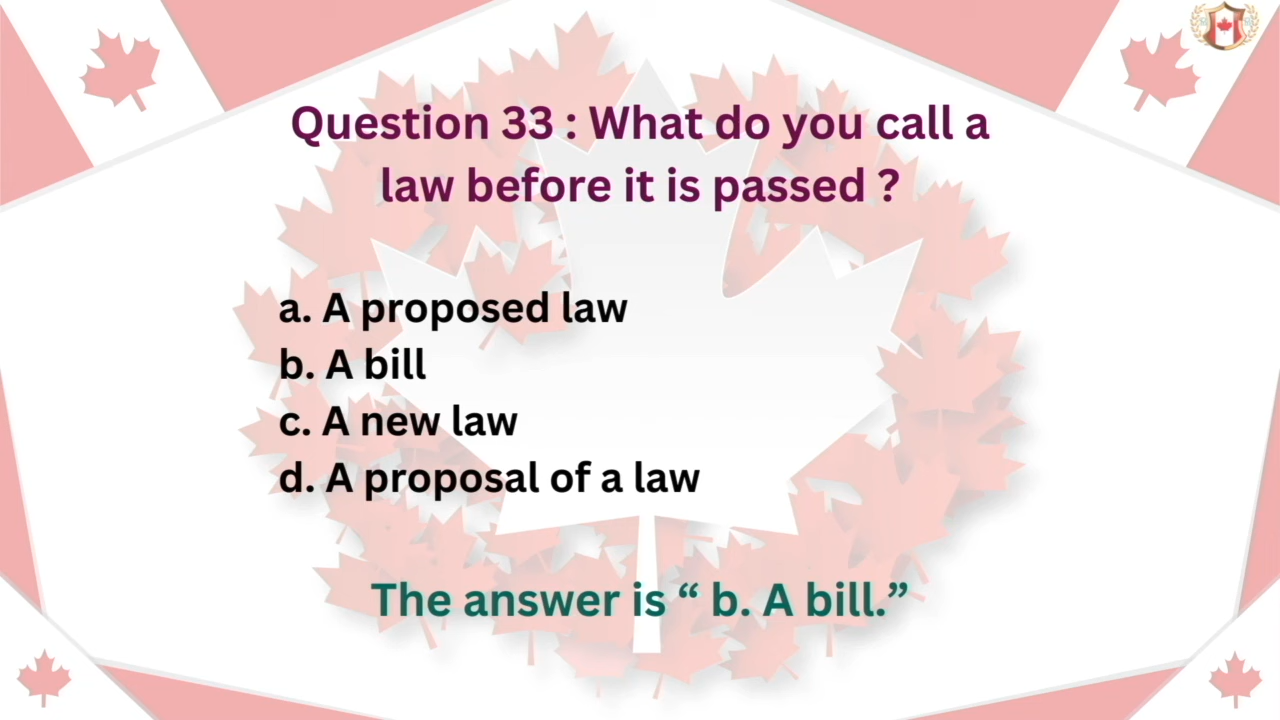 Question 33 : What do you call a
law before it is passed ?
a. A proposed law
b. A bill
c. A new law
d. A proposal of a law
The answer is “ b. A bill.”